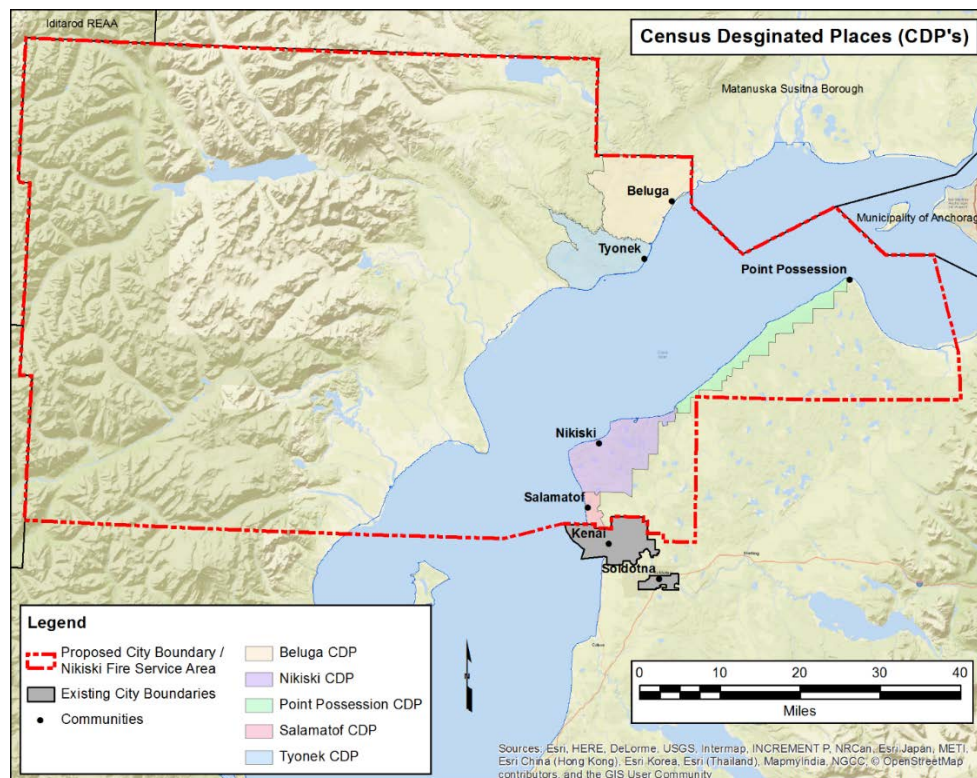 Iditarod REAA
Census Desginated Places (CDP's)
Matanuska Susitna Borough
Beluga
Municipality of Anchorag
Tyonek
Point Possession
Nikiski
Salamatof
Kenai
Soldotna
Legend
Proposed City Boundary /
Nikiski Fire Service Area
Existing City Boundaries
Communities
Beluga CDP
Nikiski CDP
Point Possession CDP
Salamatof CDP
Tyonek CDP
0 5 10 20 30 40
Miles
Sources: Esri, HERE, DeLorme, USGS, Intermap, INCREMENT P, NRCan, Esri Japan, METI,
Esri China (Hong Kong), Esri Korea, Esri (Thailand), MapmyIndia, NGCC, © OpenStreetMap
contributors, and the GIS User Community